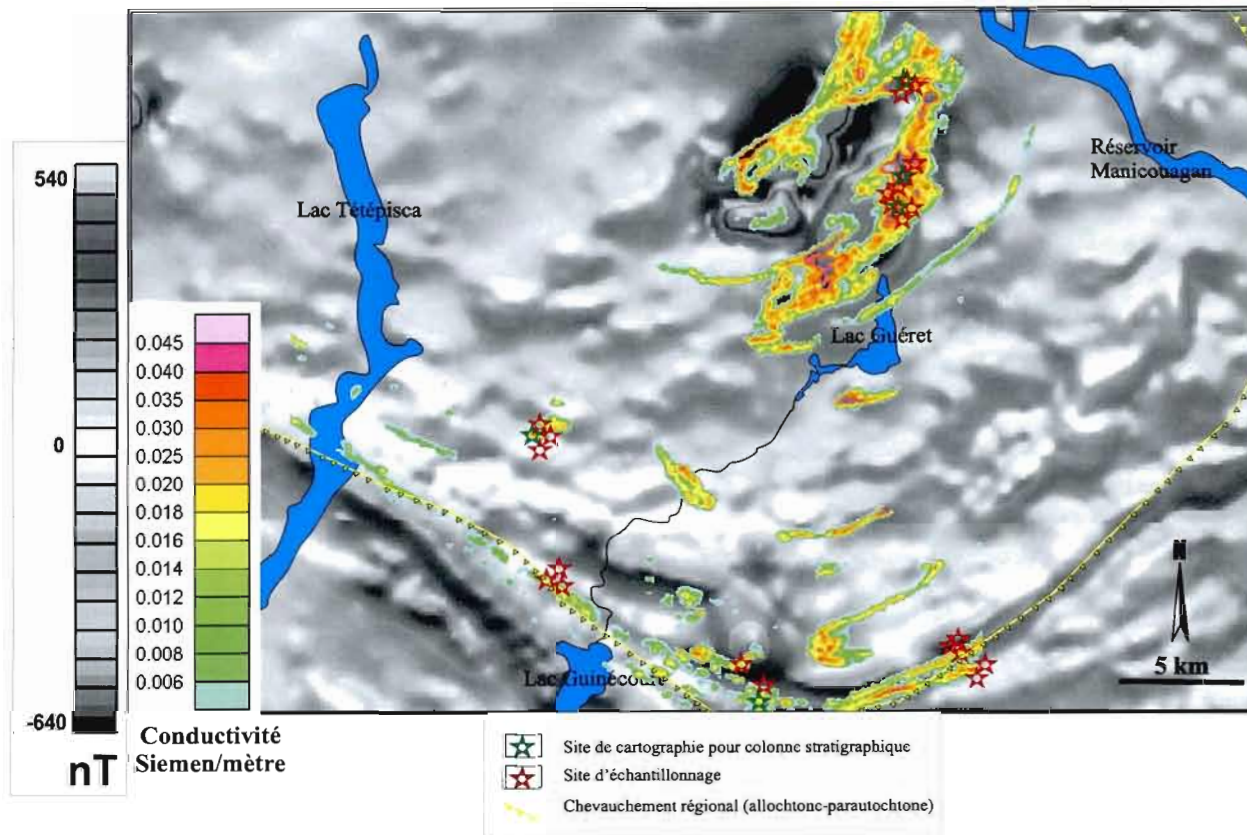 Réservoir
Manicouagan
Lac Tétépisca
Lac Guéret
Lac Guinécourt
N
5 km
540
0
-640
nT
0.045
0.040
0.035
0.030
0.025
0.020
0.018
0.016
0.014
0.012
0.010
0.008
0.006
Conductivité
Siemen/mètre
Site de cartographie pour colonne stratigraphique
Site d'échantillonnage
Chevauchement régional (allochtone-parautochtone)